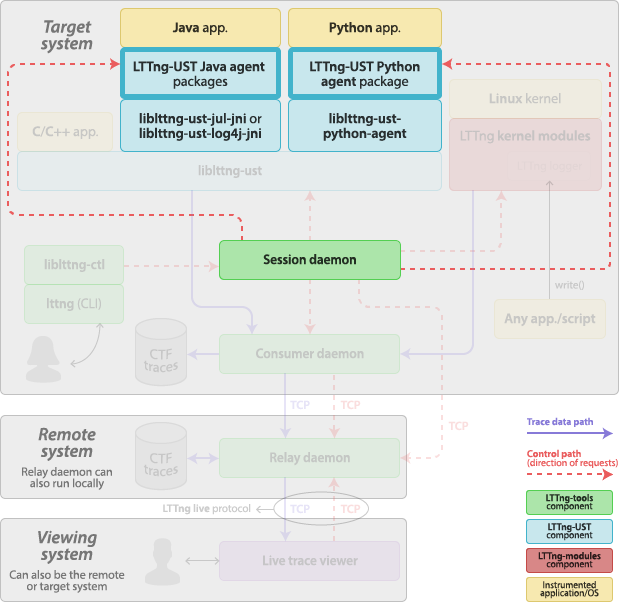 Target
system
Java app.
Python app.
LTTng-UST Java agent
packages
LTTng-UST Python
agent package
Linux kernel
C/C++ app.
liblttng-ust-jul-jni or
liblttng-ust-log4j-jni
liblttng-ust-
python-agent
LTTng kernel modules
liblttng-ust
liblttng-ctl
Session daemon
lttng (CLI)
write()
Any app./script
CTF
traces
Consumer daemon
TCP
TCP
TCP
Remote
system
Relay daemon can
also run locally
CTF
traces
Relay daemon
LTTng live protocol
TCP
TCP
Viewing
system
Can also be the remote
or target system
Live trace viewer
Trace data path
Control path
(direction of requests)
LTTng-tools
component
LTTng-UST
component
LTTng-modules
component
Instrumented
application/OS